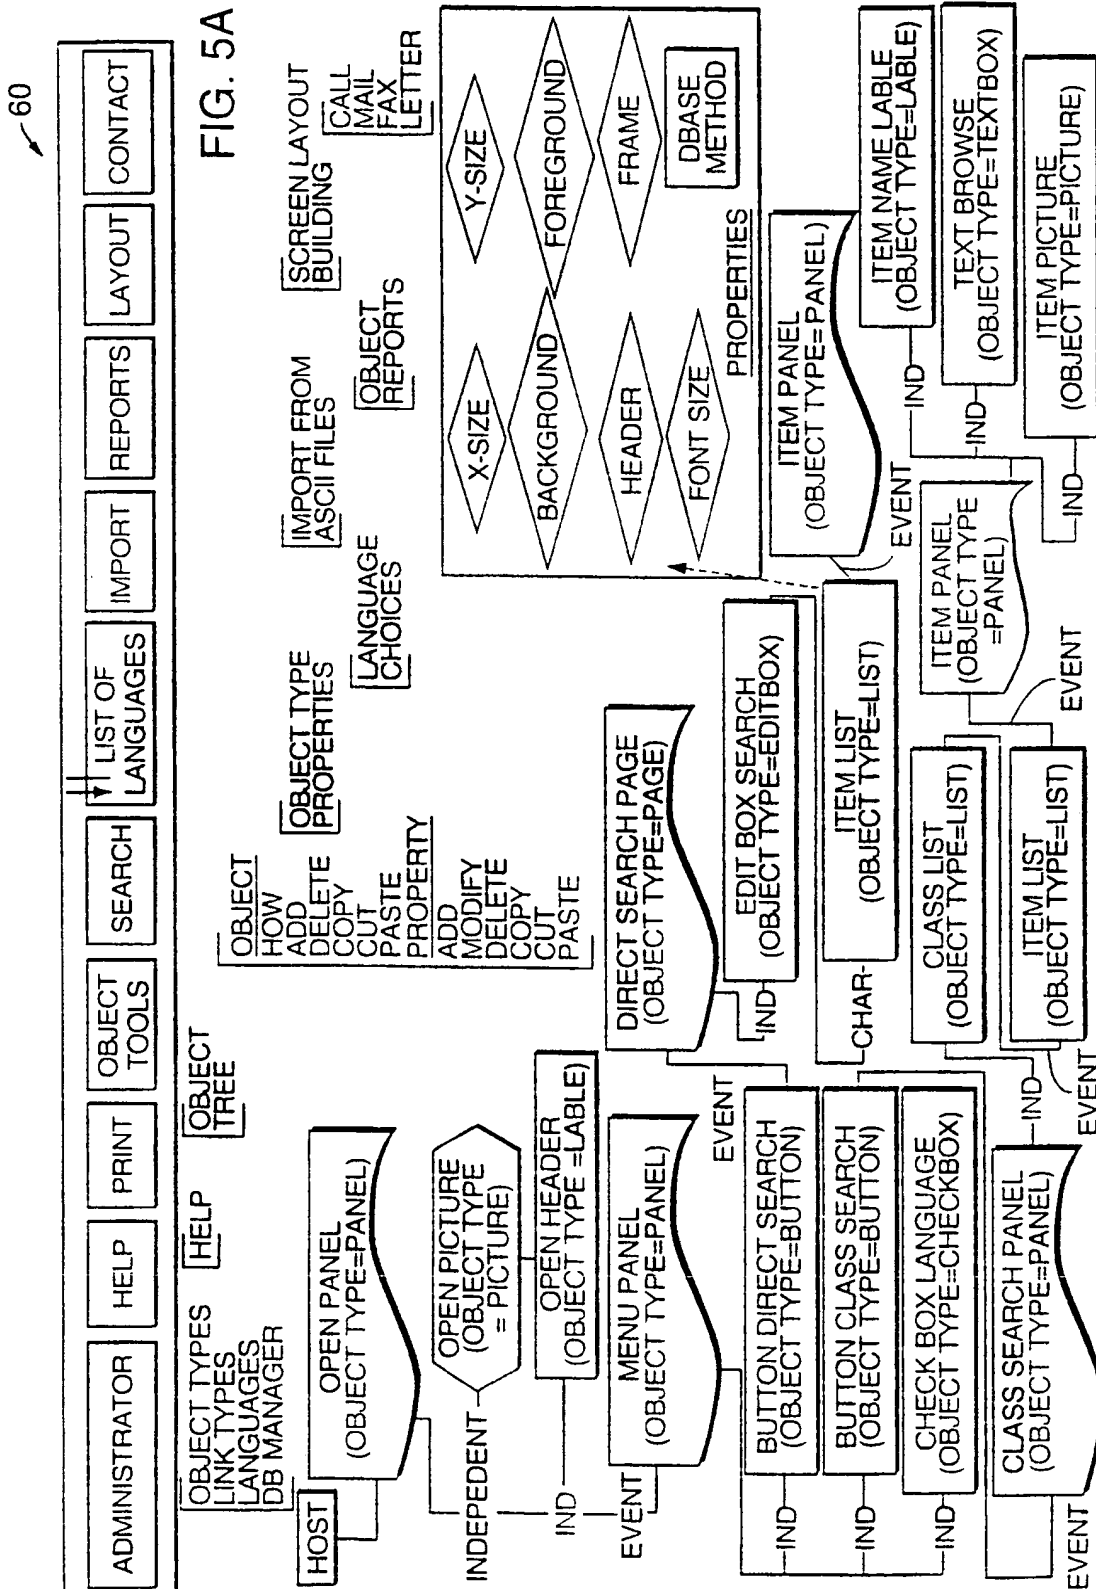 60
FIG. 5A
ADMINISTRATOR
HELP
PRINT
OBJECT
TOOLS
SEARCH
LIST OF
LANGUAGES
IMPORT
REPORTS
LAYOUT
CONTACT
OBJECT TYPES
LINK TYPES
LANGUAGES
DB MANAGER
HELP
OBJECT
TREE
OBJECT
HOW
ADD
DELETE
COPY
CUT
PASTE
PROPERTY
ADD
MODIFY
DELETE
COPY
CUT
PASTE
OBJECT TYPE
PROPERTIES
LANGUAGE
CHOICES
IMPORT FROM
ASCII FILES
OBJECT
REPORTS
SCREEN LAYOUT
BUILDING
CALL
MAIL
FAX
LETTER
HOST
OPEN PANEL
(OBJECT TYPE=PANEL)
INDEPEDENT
OPEN PICTURE
(OBJECT TYPE
= PICTURE)
IND
OPEN HEADER
(OBJECT TYPE =LABLE)
EVENT
MENU PANEL
(OBJECT TYPE=PANEL)
EVENT
IND
BUTTON DIRECT SEARCH
(OBJECT TYPE=BUTTON)
IND
BUTTON CLASS SEARCH
(OBJECT TYPE=BUTTON)
IND
CHECK BOX LANGUAGE
(OBJECT TYPE=CHECKBOX)
EVENT
CLASS SEARCH PANEL
(OBJECT TYPE=PANEL)
DIRECT SEARCH PAGE
(OBJECT TYPE=PAGE)
IND
EDIT BOX SEARCH
(OBJECT TYPE=EDITBOX)
CHAR-
ITEM LIST
(OBJECT TYPE=LIST)
IND
CLASS LIST
(OBJECT TYPE=LIST)
EVENT
ITEM LIST
(OBJECT TYPE=LIST)
EVENT
ITEM PANEL
(OBJECT TYPE
=PANEL)
EVENT
ITEM PANEL
(OBJECT TYPE=PANEL)
IND
ITEM NAME LABLE
(OBJECT TYPE=LABLE)
IND
TEXT BROWSE
(OBJECT TYPE=TEXTBOX)
IND
ITEM PICTURE
(OBJECT TYPE=PICTURE)
X-SIZE
Y-SIZE
BACKGROUND
FOREGROUND
HEADER
FRAME
FONT SIZE
DBASE
METHOD
PROPERTIES